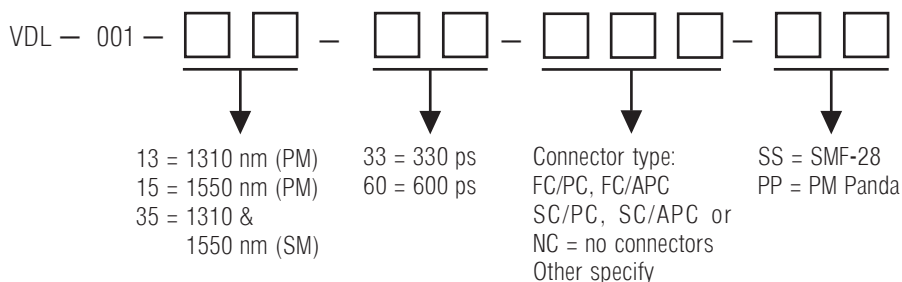 VDL – 001 – – – –
13 = 1310 nm (PM)
15 = 1550 nm (PM)
35 = 1310 &
1550 nm (SM)
33 = 330 ps
60 = 600 ps
Connector type:
FC/PC, FC/APC
SC/PC, SC/APC or
NC = no connectors
Other specify
SS = SMF-28
PP = PM Panda